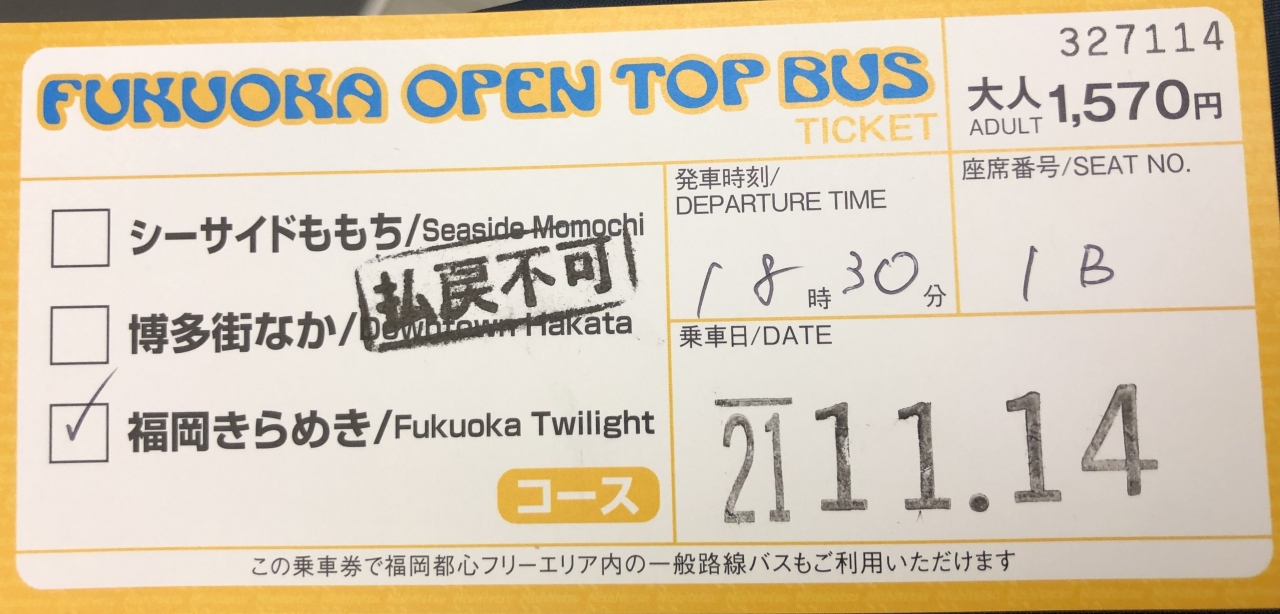 327114
FUKUOKA OPEN TOP BUS
TICKET
大人
ADULT
1,570円
シーサイドももち/Seaside Momochi
払戻不可
博多街なか/Downtown Hakata
福岡きらめき/Fukuoka Twilight
コース
発車時刻/
DEPARTURE TIME
18時30分
座席番号/SEAT NO.
1B
乗車日/DATE
21 11.14
この乗車券で福岡都心フリーエリア内の一般路線バスもご利用いただけます